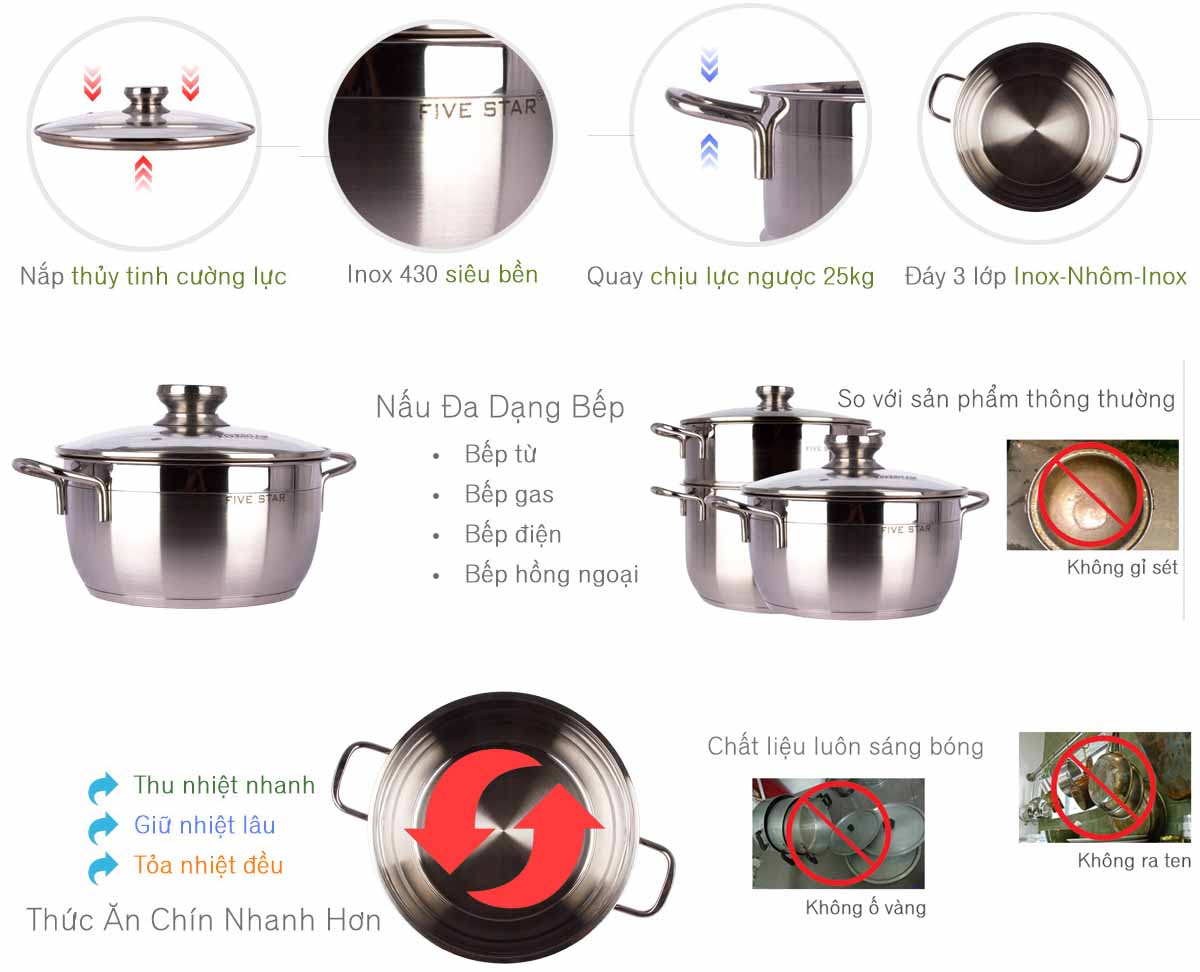 FIVE STAR
Nắp thủy tinh cường lực
Inox 430 siêu bền
Quay chịu lực ngược 25kg
Đáy 3 lớp Inox-Nhôm-Inox
Nấu Đa Dạng Bếp
• Bếp từ
• Bếp gas
• Bếp điện
• Bếp hồng ngoại
FIVE STAR
So với sản phẩm thông thường
FIVE STAR
FIVE STAR
Không gỉ sét
Thu nhiệt nhanh
Giữ nhiệt lâu
Tỏa nhiệt đều
Thức Ăn Chín Nhanh Hơn
Chất liệu luôn sáng bóng
Không ố vàng
Không ra ten